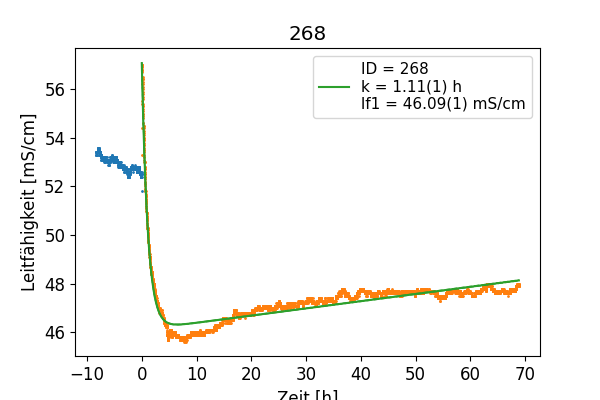 268
ID = 268
k = 1.11(1) h
lf1 = 46.09(1) mS/cm
Leitfähigkeit [mS/cm]
56
54
52
50
48
46
−10 0 10 20 30 40 50 60 70
Zeit [h]